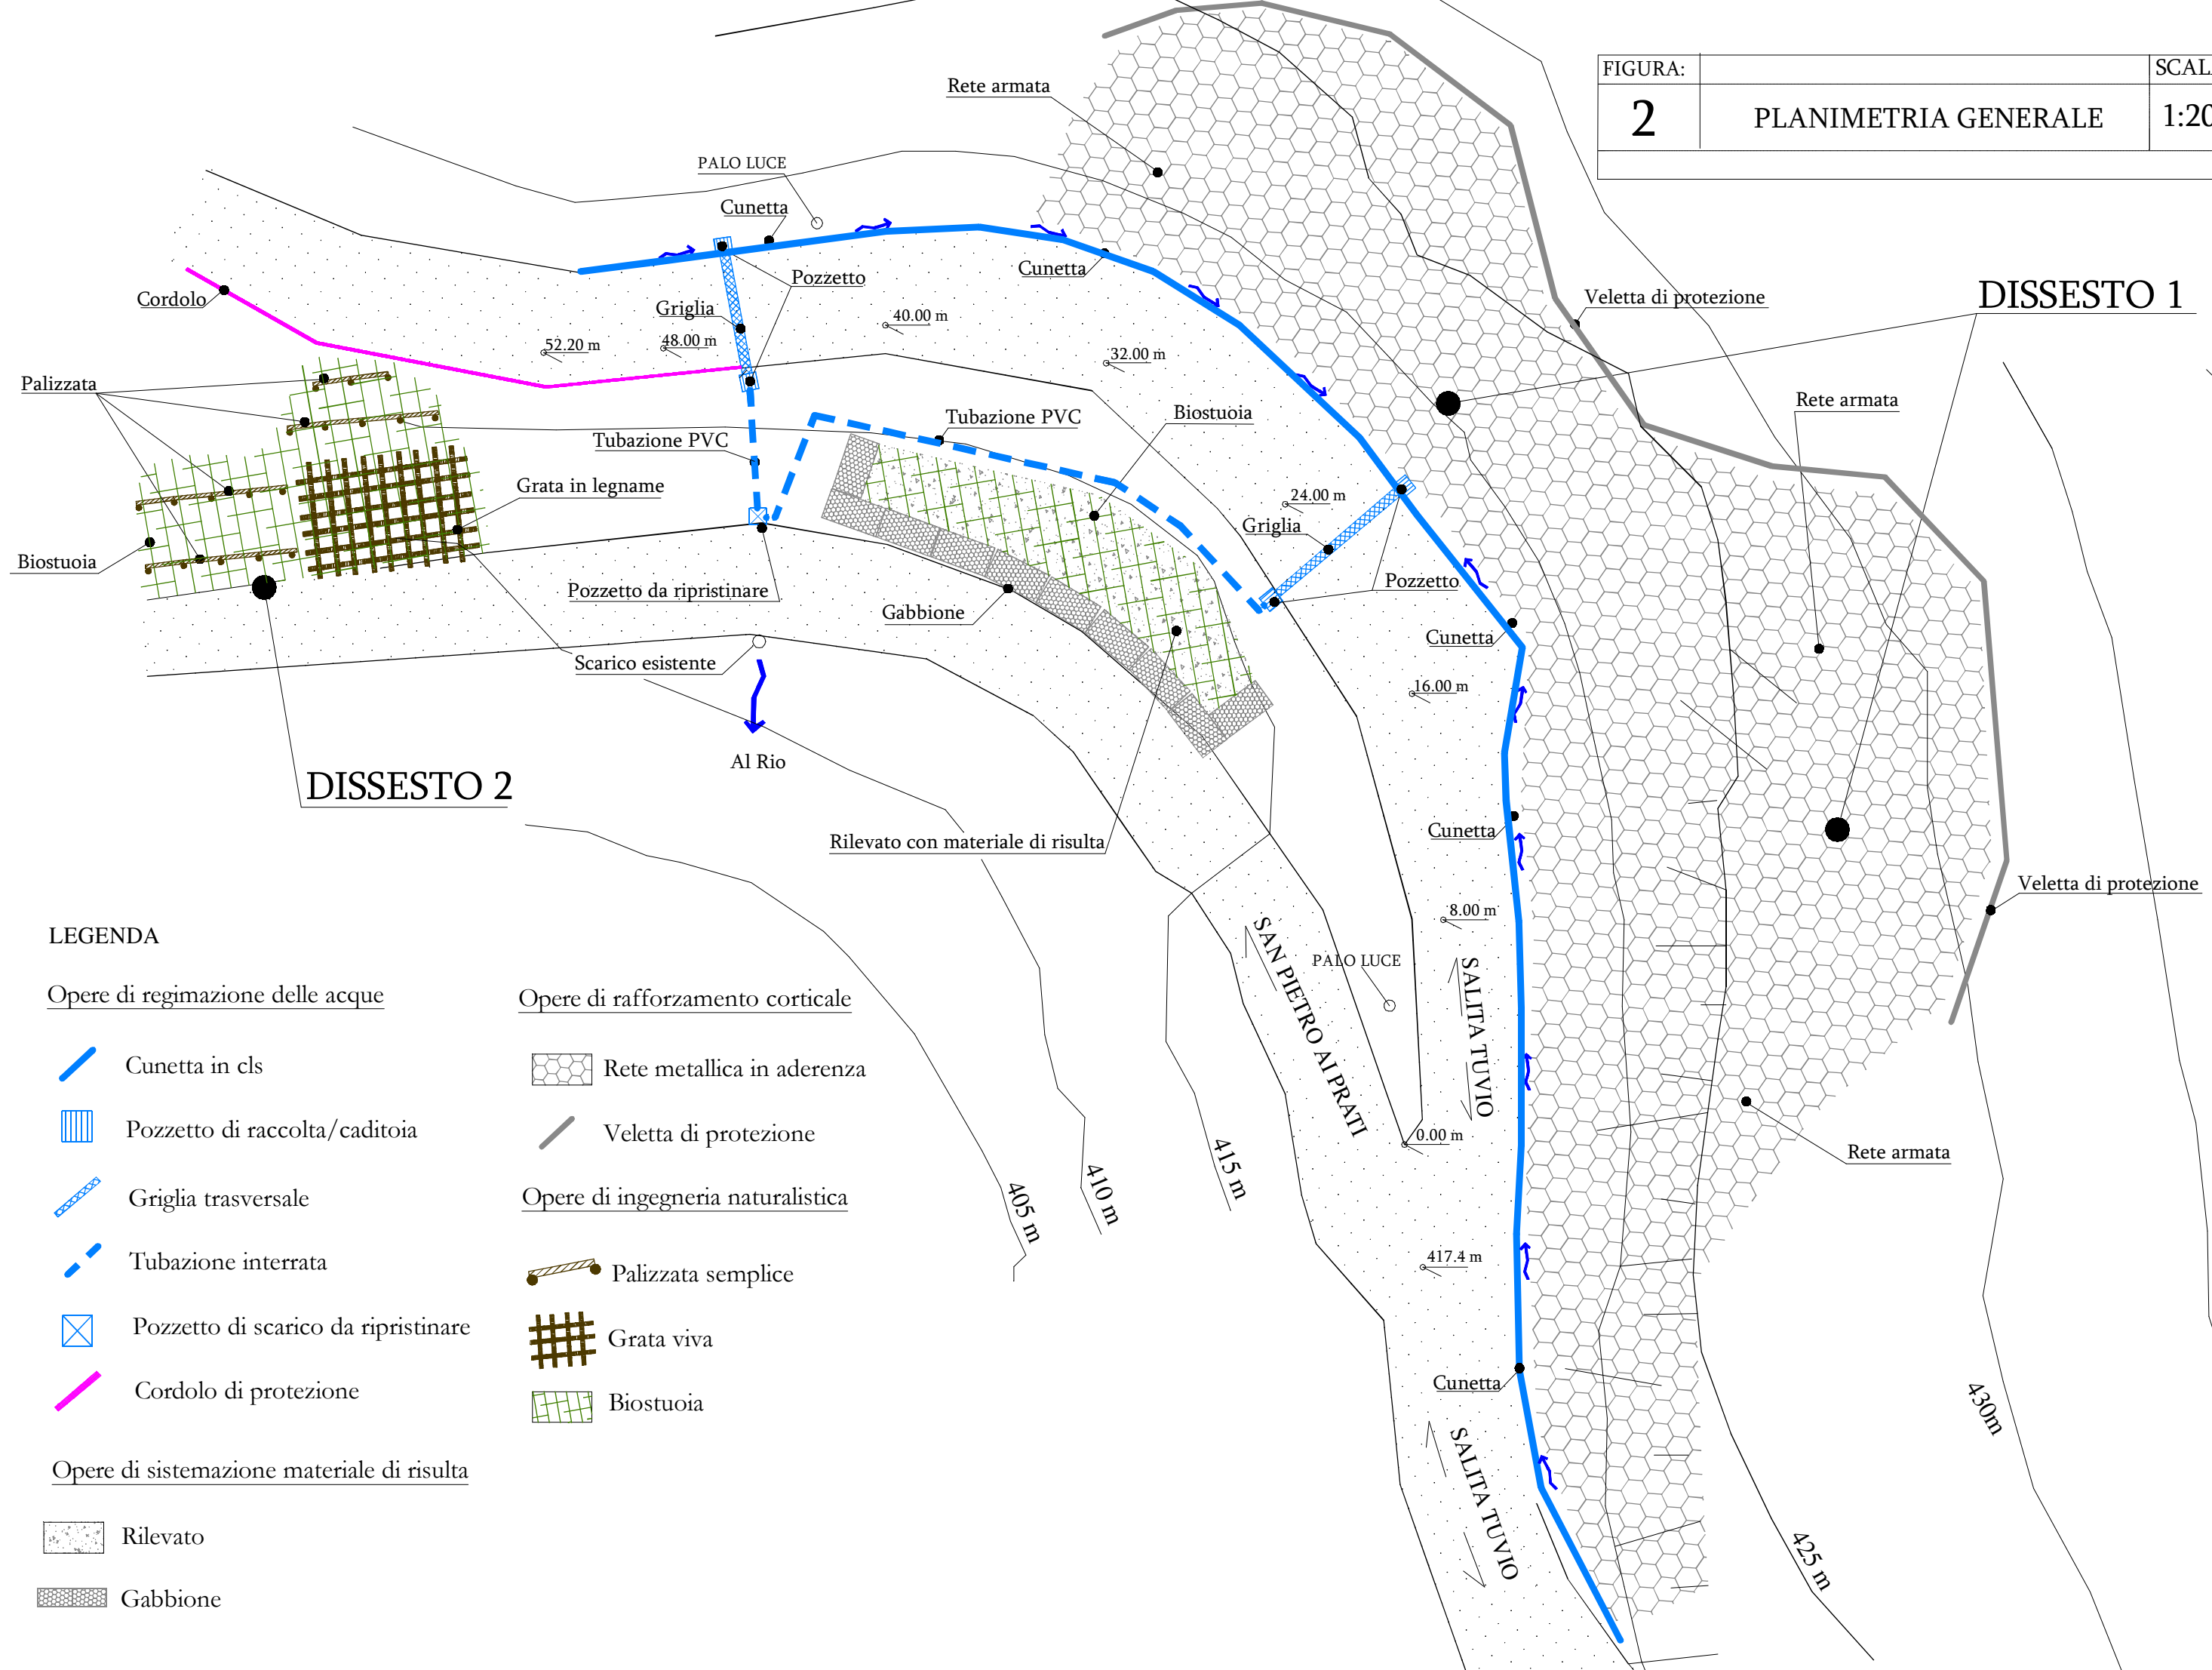 FIGURA:
SCAL
2
PLANIMETRIA GENERALE
1:20
Rete armata
PALO LUCE
Cunetta
Cunetta
Pozzetto
Cordolo
Griglia
40.00 m
52.20 m
48.00 m
32.00 m
Veletta di protezione
DISSESTO 1
Palizzata
Rete armata
Tubazione PVC
Biostuoia
Tubazione PVC
Grata in legname
24.00 m
Griglia
Biostuoia
Pozzetto da ripristinare
Gabbione
Pozzetto
Cunetta
Scarico esistente
16.00 m
Al Rio
DISSESTO 2
Rilevato con materiale di risulta
Cunetta
Veletta di protezione
8.00 m
SAN PIETRO AI PRATI
PALO LUCE
SALITA TUVIO
0.00 m
Rete armata
415 m
410 m
405 m
417.4 m
Cunetta
430m
SALITA TUVIO
425 m
LEGENDA
Opere di regimazione delle acque
Cunetta in cls
Pozzetto di raccolta/caditoia
Griglia trasversale
Tubazione interrata
Pozzetto di scarico da ripristinare
Cordolo di protezione
Opere di sistemazione materiale di risulta
Rilevato
Gabbione
Opere di rafforzamento corticale
Rete metallica in aderenza
Veletta di protezione
Opere di ingegneria naturalistica
Palizzata semplice
Grata viva
Biostuoia